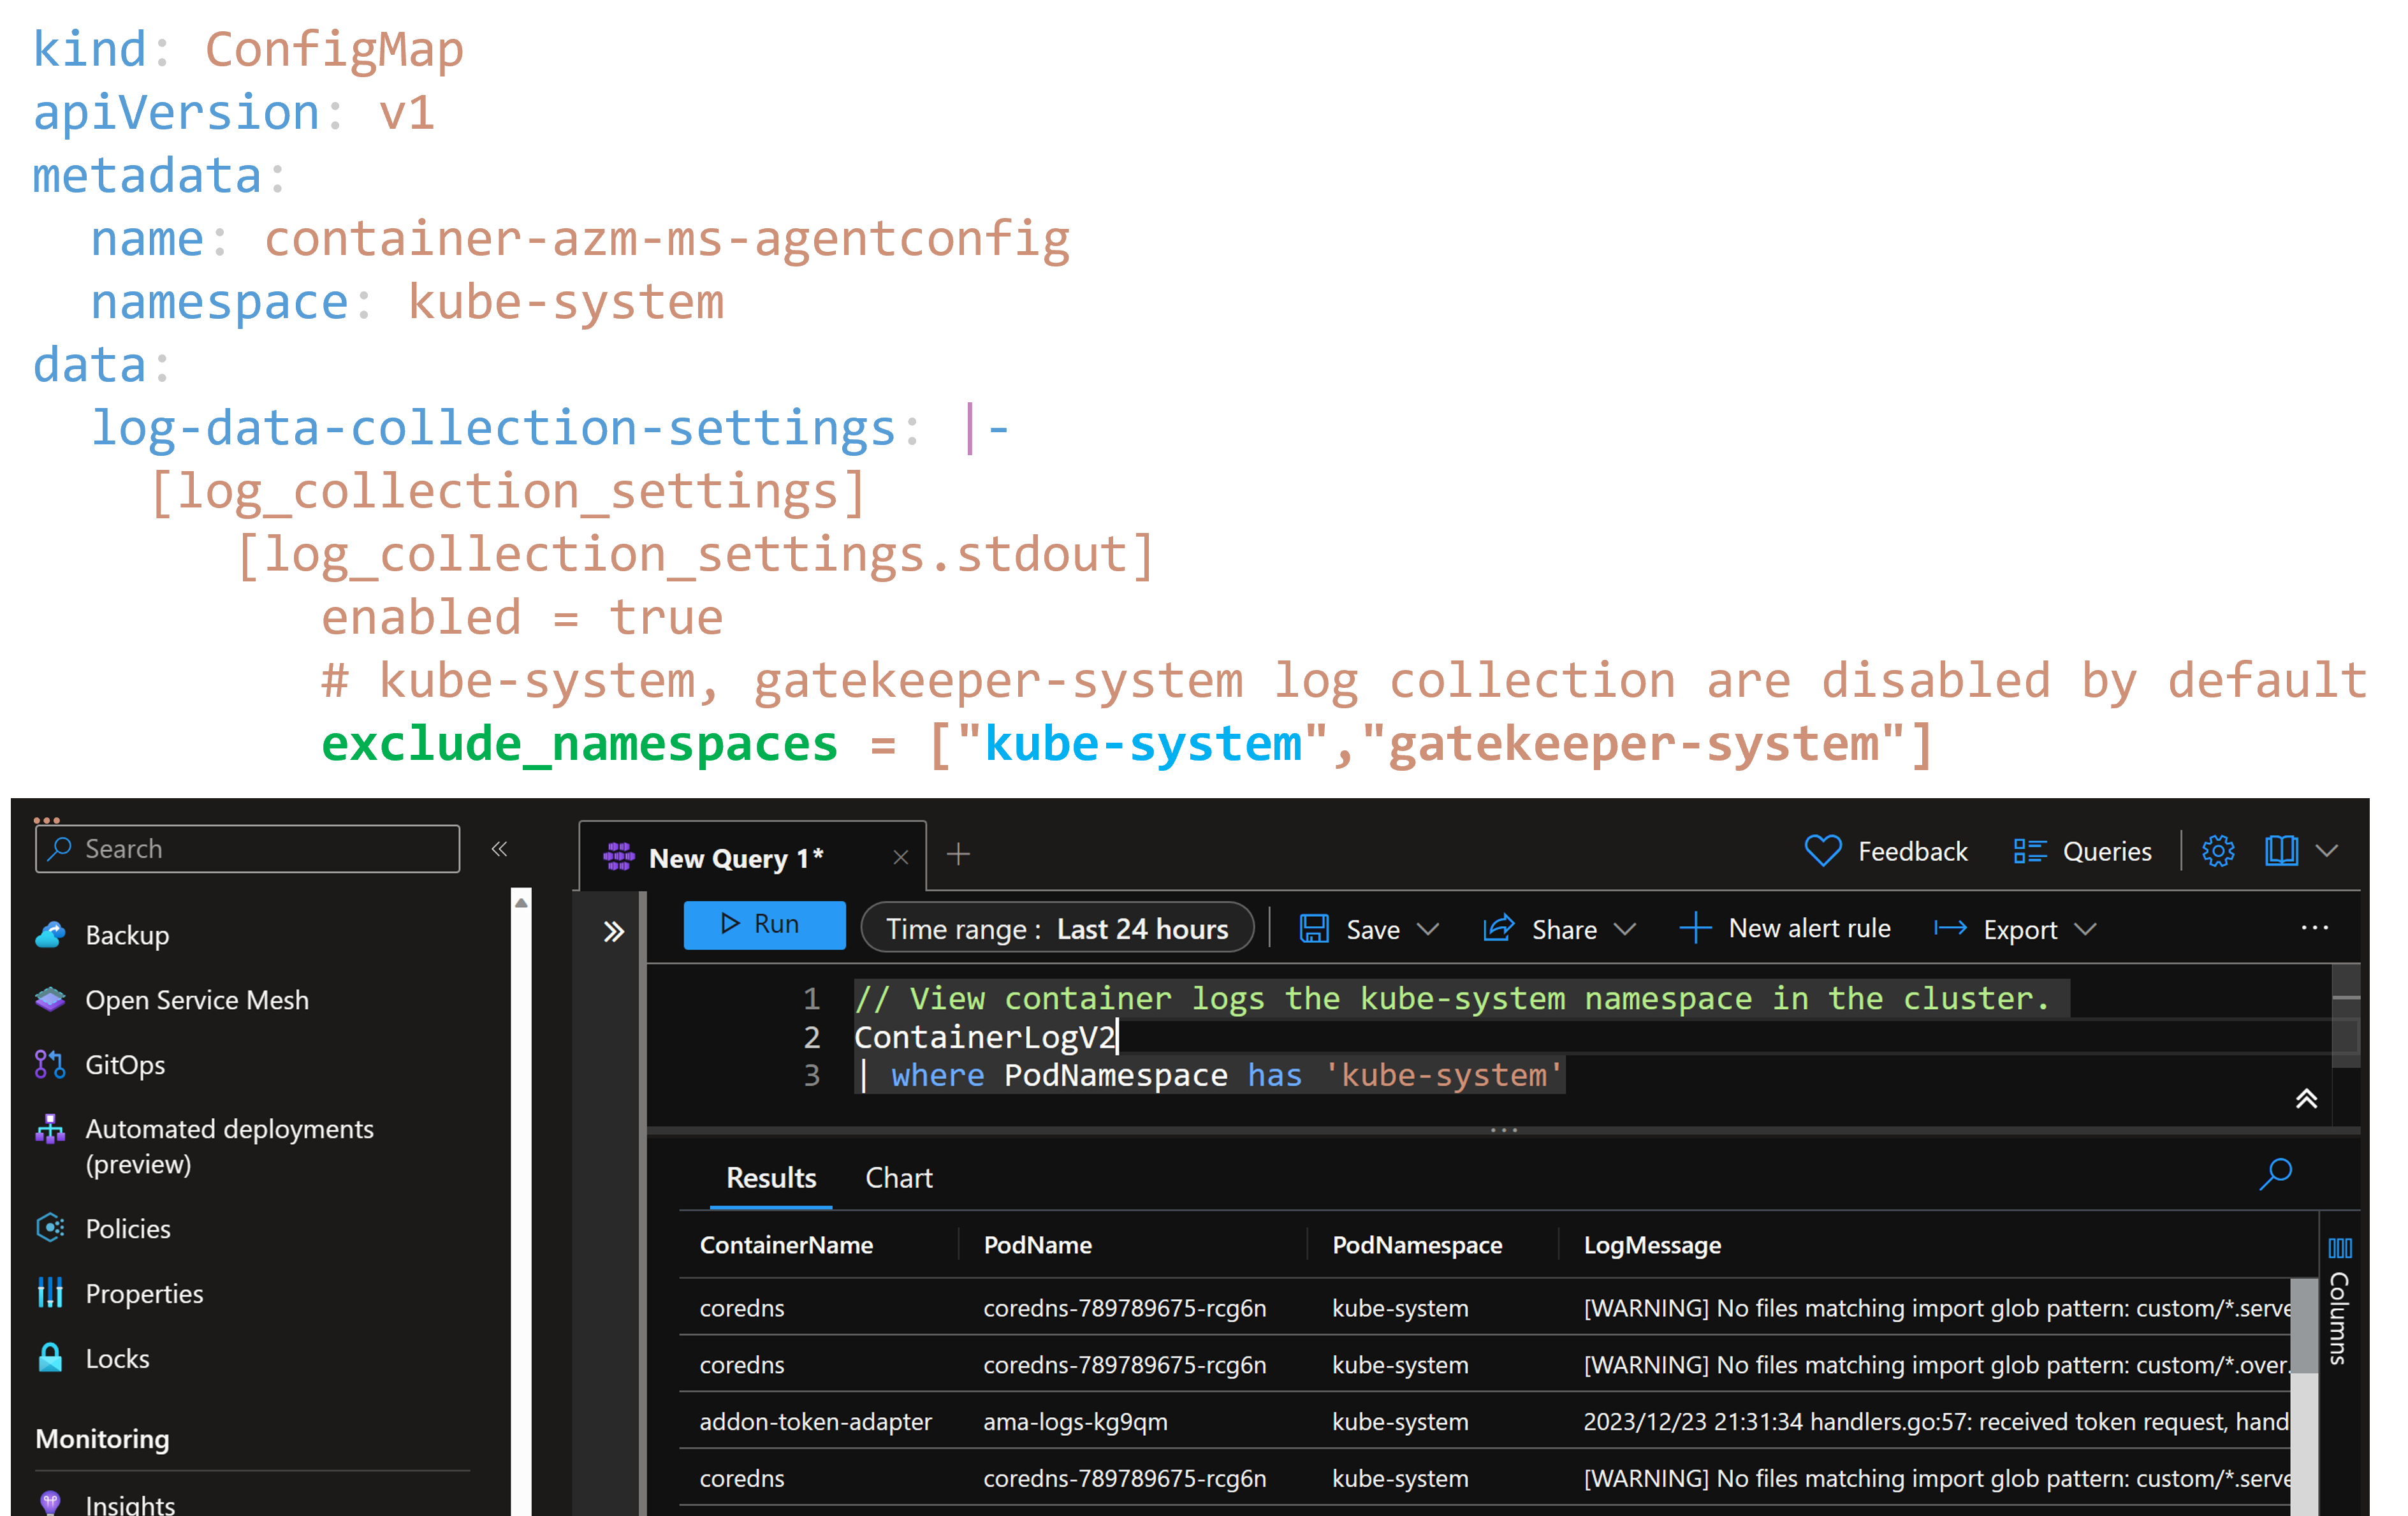 kind: ConfigMap
apiVersion: v1
metadata:
  name: container-azm-ms-agentconfig
  namespace: kube-system
data:
  log-data-collection-settings: |-
    [log_collection_settings]
       [log_collection_settings.stdout]
          enabled = true
          # kube-system, gatekeeper-system log collection are disabled by default
          exclude_namespaces = ["kube-system","gatekeeper-system"]
...
Search
Backup
Open Service Mesh
GitOps
Automated deployments
(preview)
Policies
Properties
Locks
Monitoring
Insights
New Query 1*
Feedback
Queries
Run
Time range : Last 24 hours
Save
Share
New alert rule
Export
1 // View container logs the kube-system namespace in the cluster.
2 ContainerLogV2
3 | where PodNamespace has 'kube-system'
Results Chart
ContainerName PodName PodNamespace LogMessage
coredns coredns-789789675-rcg6n kube-system [WARNING] No files matching import glob pattern: custom/*.serve
coredns coredns-789789675-rcg6n kube-system [WARNING] No files matching import glob pattern: custom/*.over.
addon-token-adapter ama-logs-kg9qm kube-system 2023/12/23 21:31:34 handlers.go:57: received token request, hand
coredns coredns-789789675-rcg6n kube-system [WARNING] No files matching import glob pattern: custom/*.serve
Columns